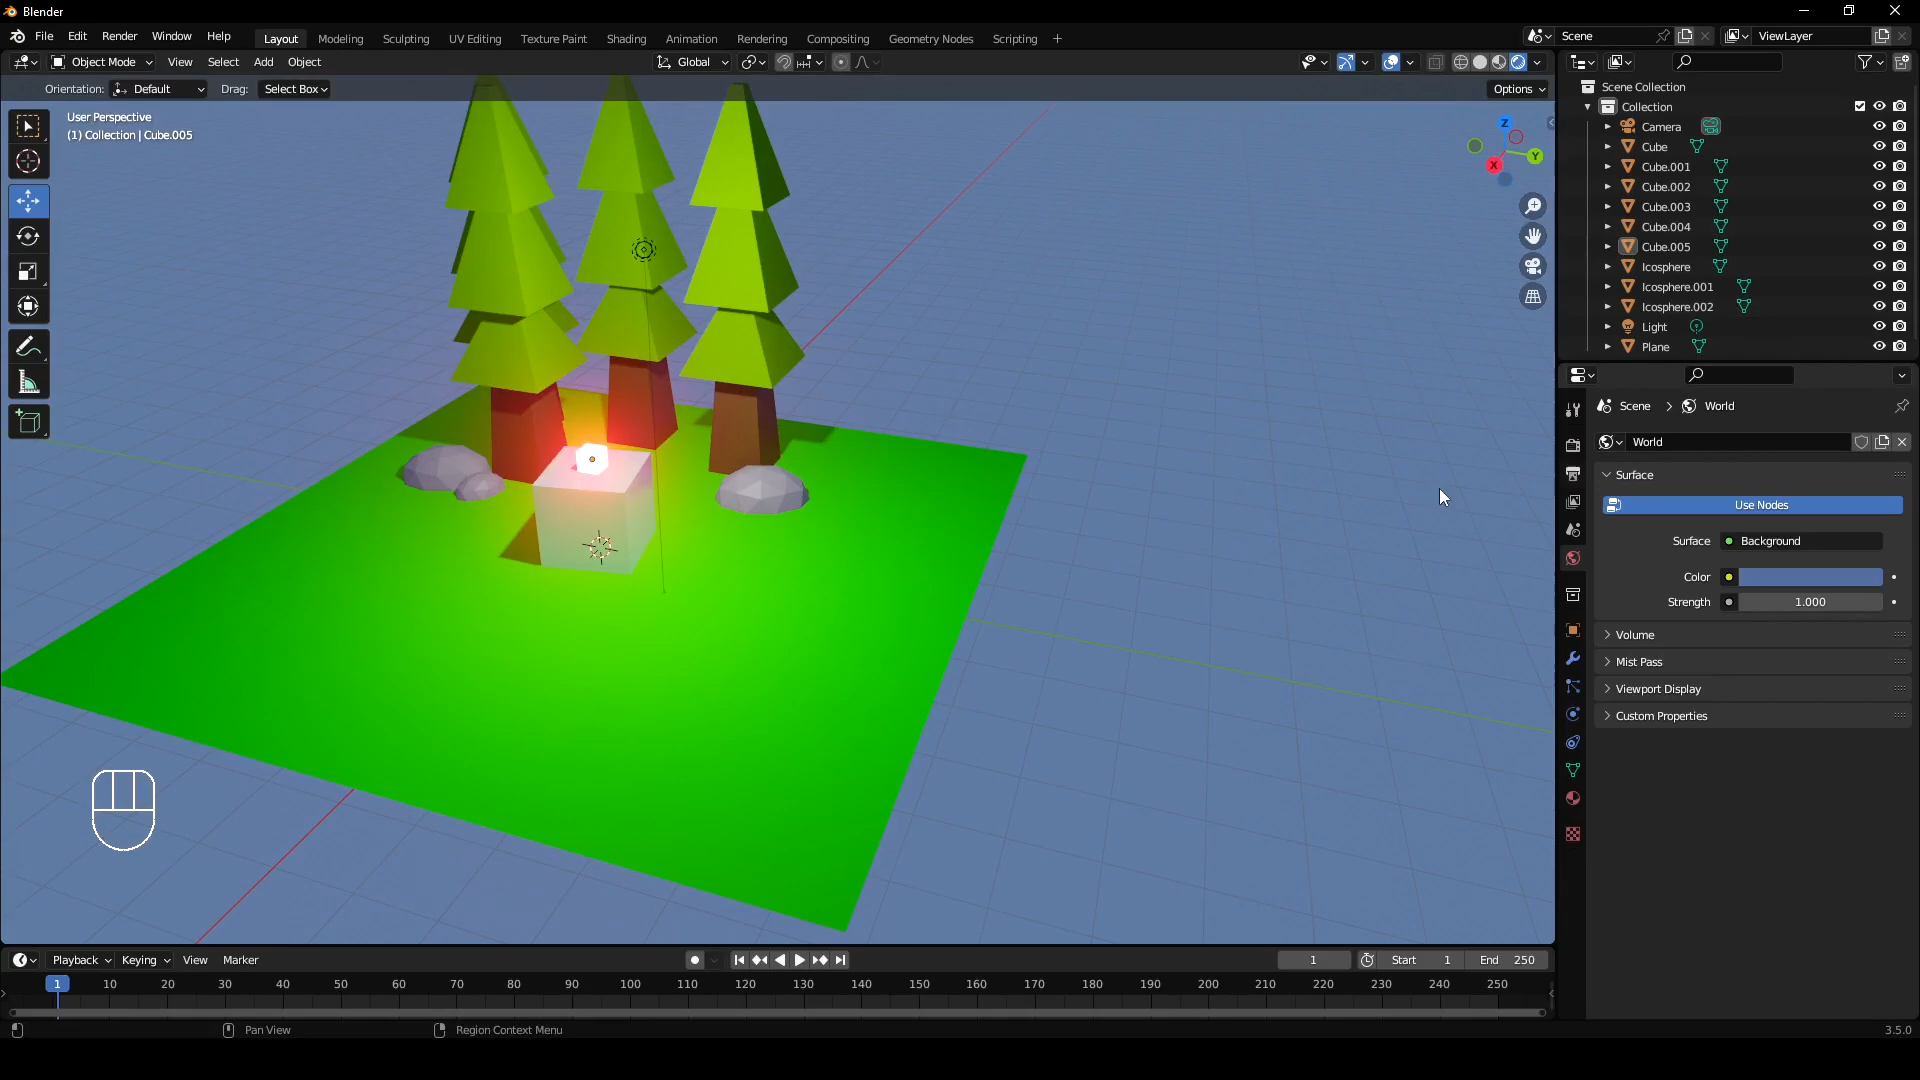 Blender
File Edit Render Window Help Layout Modeling Sculpting UV Editing Texture Paint Shading Animation Rendering Compositing Geometry Nodes Scripting + Scene ViewLayer
Object Mode View Select Add Object Global
Orientation: Default Drag: Select Box Options
User Perspective
(1) Collection | Cube.005
Z
Y
X
Scene Collection
Collection
Camera
Cube
Cube.001
Cube.002
Cube.003
Cube.004
Cube.005
Icosphere
Icosphere.001
Icosphere.002
Light
Plane
Scene > World
World
Surface
Use Nodes
Surface Background
Color
Strength 1.000
Volume
Mist Pass
Viewport Display
Custom Properties
Playback Keying View Marker 1 Start 1 End 250
1 10 20 30 40 50 60 70 80 90 100 110 120 130 140 150 160 170 180 190 200 210 220 230 240 250
Pan View Region Context Menu 3.5.0